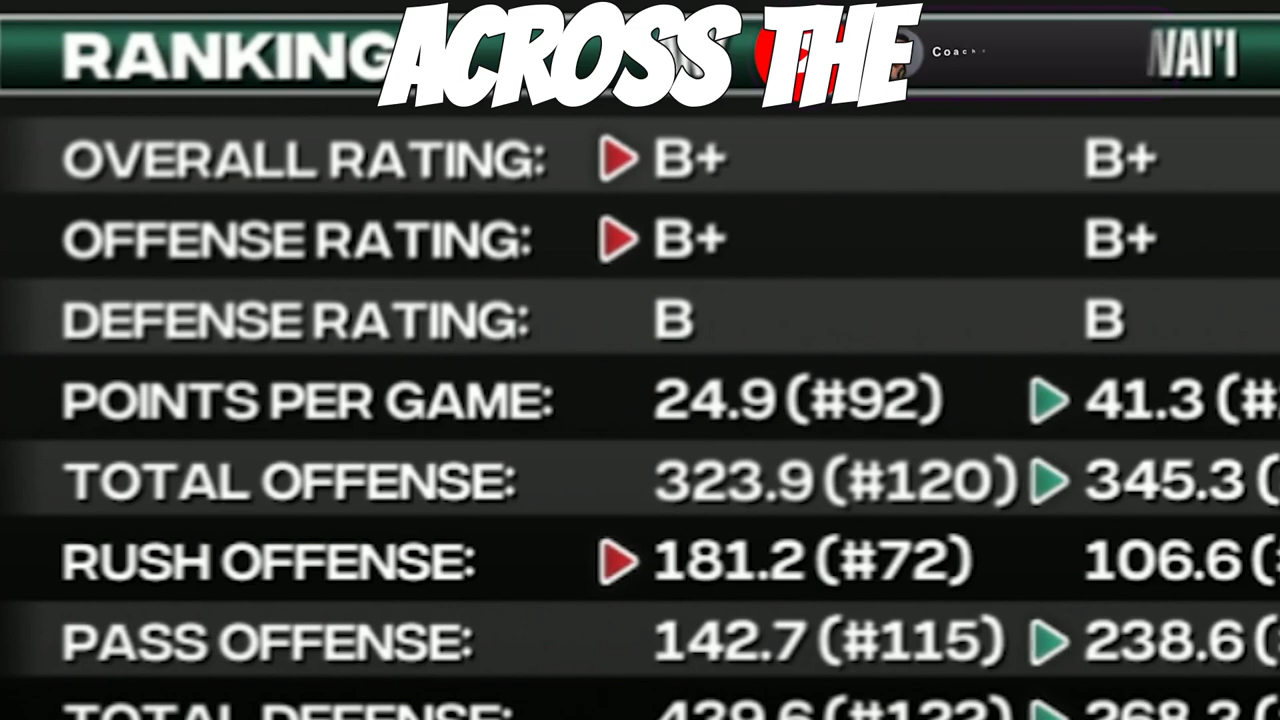 RANKING
ACROSS THE
Coach
OVERALL RATING: B+ B+
OFFENSE RATING: B+ B+
DEFENSE RATING: B B
POINTS PER GAME: 24.9 (#92) 41.3 (#
TOTAL OFFENSE: 323.9 (#120) 345.3 (
RUSH OFFENSE: 181.2 (#72) 106.6 (
PASS OFFENSE: 142.7 (#115) 238.6 (
TOTAL DEFENSE: